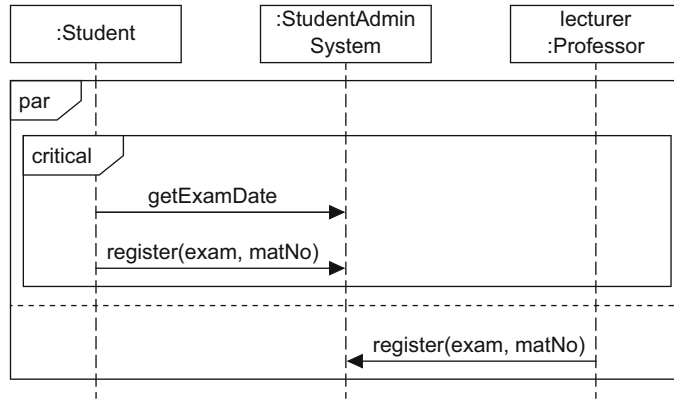 :Student
:StudentAdmin
System
lecturer
:Professor
par
critical
getExamDate
register(exam, matNo)
register(exam, matNo)